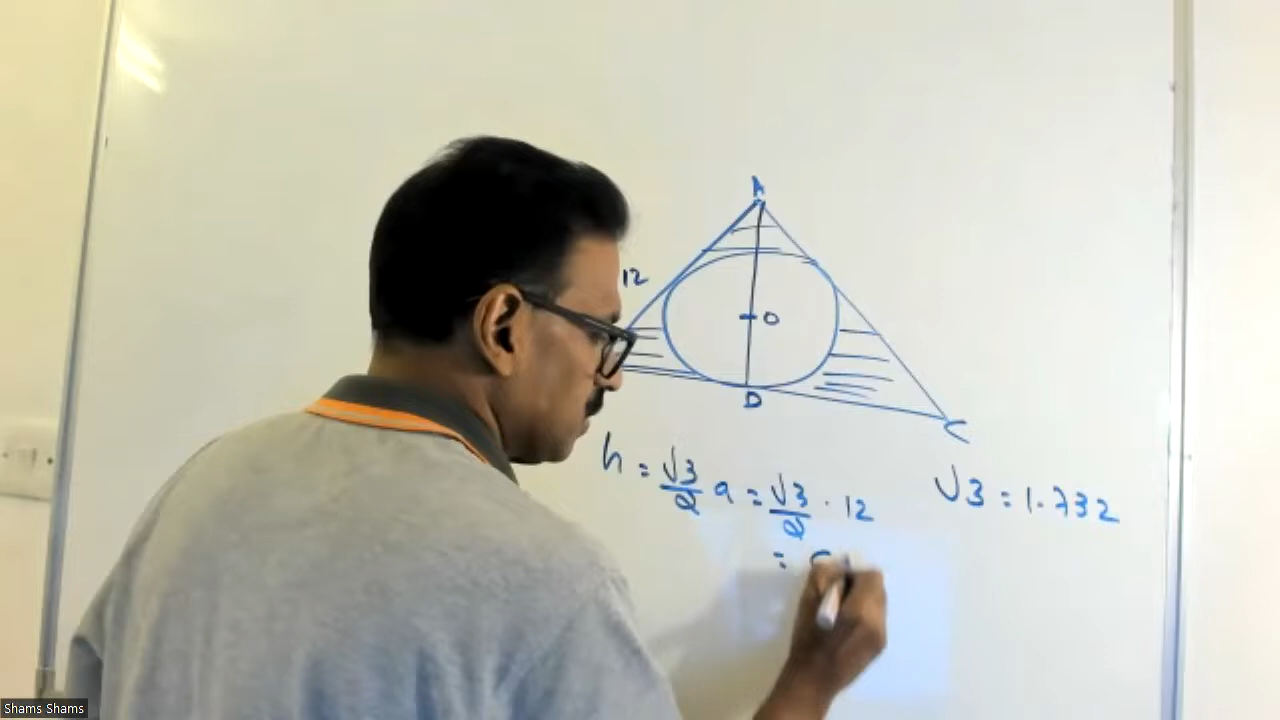 A
12
O
D
C
h = √3/2 a = √3/2 · 12
=
√3 = 1.732
Shams Shams